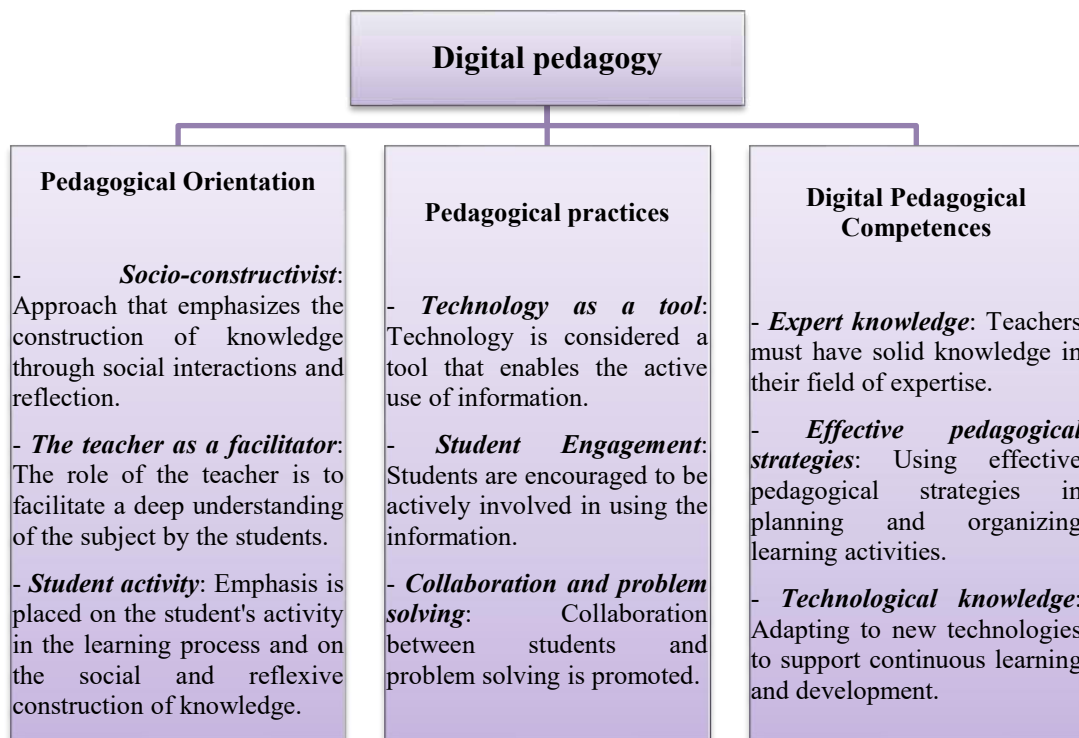 Digital pedagogy
Pedagogical Orientation
- Socio-constructivist:
Approach that emphasizes the
construction of knowledge
through social interactions and
reflection.
- The teacher as a facilitator:
The role of the teacher is to
facilitate a deep understanding
of the subject by the students.
- Student activity: Emphasis is
placed on the student's activity
in the learning process and on
the social and reflexive
construction of knowledge.
Pedagogical practices
- Technology as a tool:
Technology is considered a
tool that enables the active
use of information.
- Student Engagement:
Students are encouraged to be
actively involved in using the
information.
- Collaboration and problem
solving: Collaboration
between students and
problem solving is promoted.
Digital Pedagogical
Competences
- Expert knowledge: Teachers
must have solid knowledge in
their field of expertise.
- Effective pedagogical
strategies: Using effective
pedagogical strategies in
planning and organizing
learning activities.
- Technological knowledge:
Adapting to new technologies
to support continuous learning
and development.